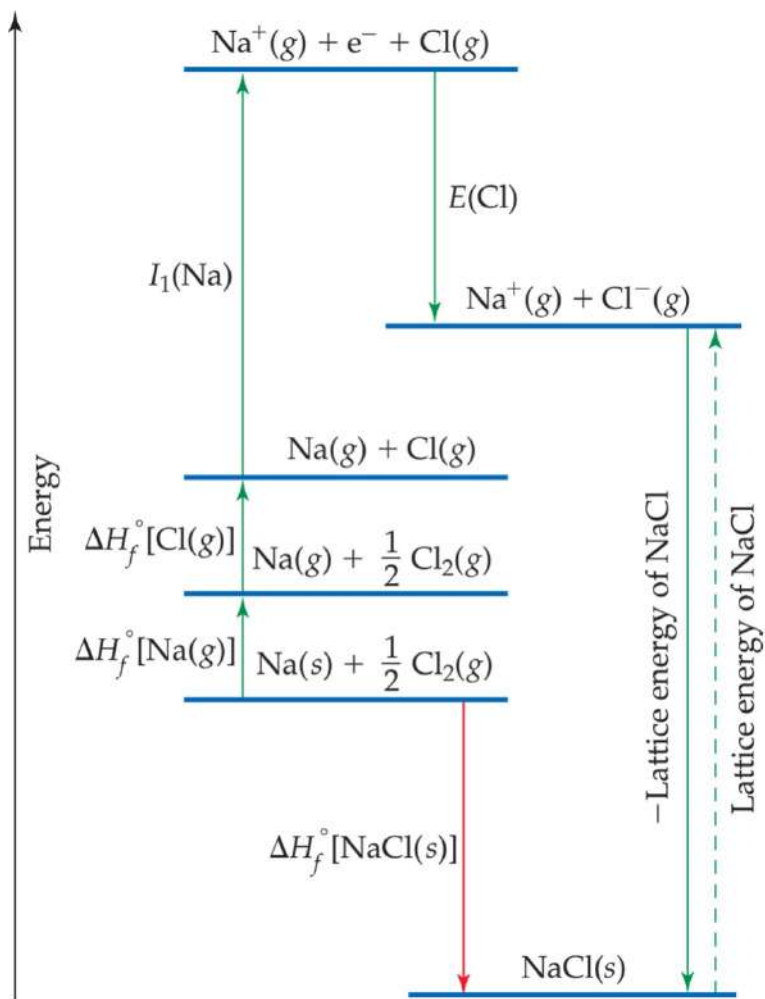 Na⁺(g) + e⁻ + Cl(g)
E(Cl)
I₁(Na)
Na⁺(g) + Cl⁻(g)
Na(g) + Cl(g)
Energy
ΔH°f[Cl(g)]
Na(g) + 1/2 Cl₂(g)
ΔH°f[Na(g)]
Na(s) + 1/2 Cl₂(g)
−Lattice energy of NaCl
Lattice energy of NaCl
ΔH°f[NaCl(s)]
NaCl(s)